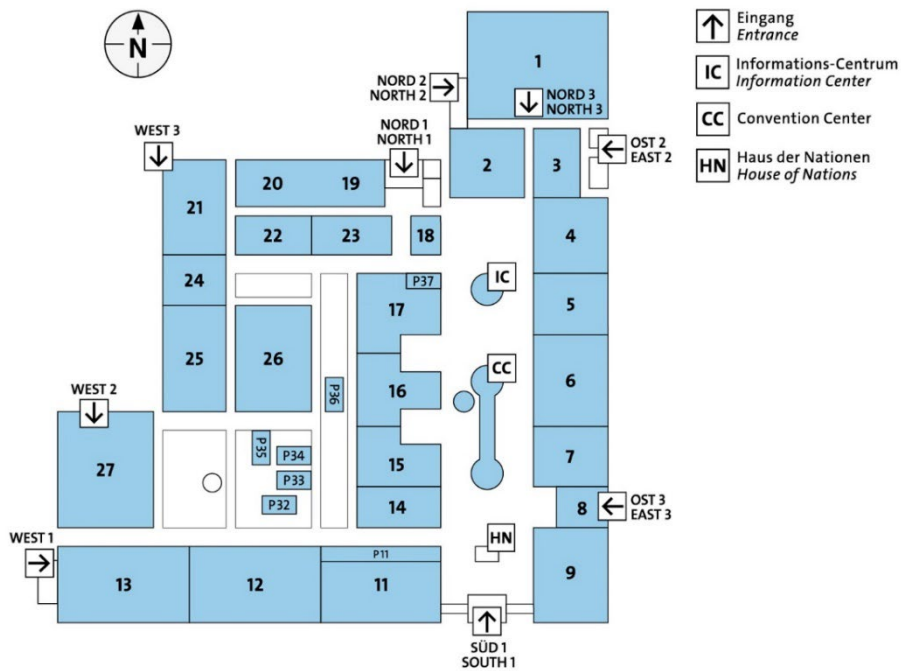 N
1
Eingang
Entrance
IC
Informations-Centrum
Information Center
CC
Convention Center
HN
Haus der Nationen
House of Nations
NORD 2
NORTH 2
NORD 3
NORTH 3
WEST 3
NORD 1
NORTH 1
OST 2
EAST 2
2
3
20
19
21
22
23
18
4
24
P37
IC
17
5
25
26
P36
16
CC
6
WEST 2
27
P35
P34
P33
P32
15
7
14
8
OST 3
EAST 3
WEST 1
HN
P11
13
12
11
9
SÜD 1
SOUTH 1